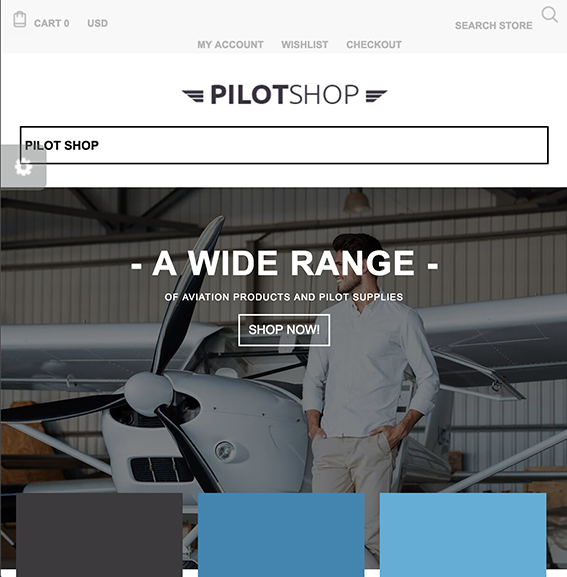 CART 0 USD SEARCH STORE
MY ACCOUNT WISHLIST CHECKOUT
PILOTSHOP
PILOT SHOP
- A WIDE RANGE -
OF AVIATION PRODUCTS AND PILOT SUPPLIES
SHOP NOW!